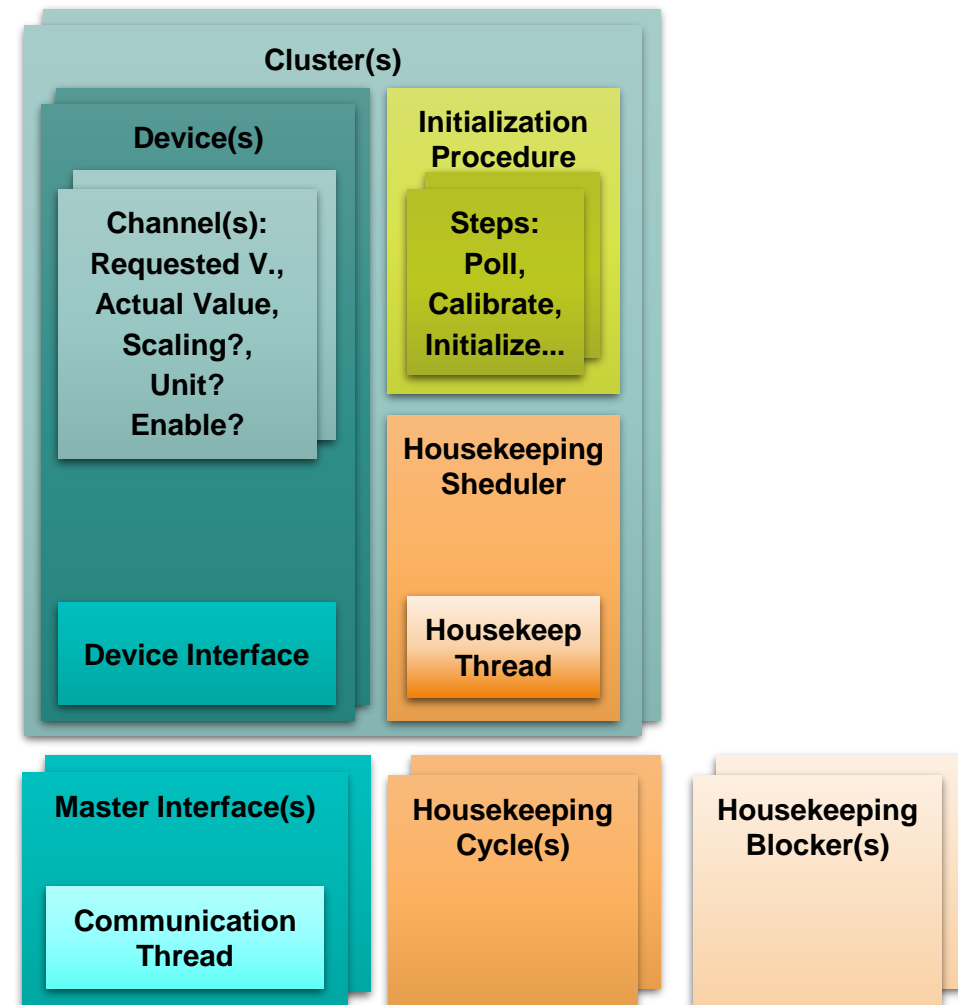 Cluster(s)
Device(s)
Channel(s):
Requested V.,
Actual Value,
Scaling?,
Unit?
Enable?
Device Interface
Initialization
Procedure
Steps:
Poll,
Calibrate,
Initialize...
Housekeeping
Sheduler
Housekeep
Thread
Master Interface(s)
Communication
Thread
Housekeeping
Cycle(s)
Housekeeping
Blocker(s)